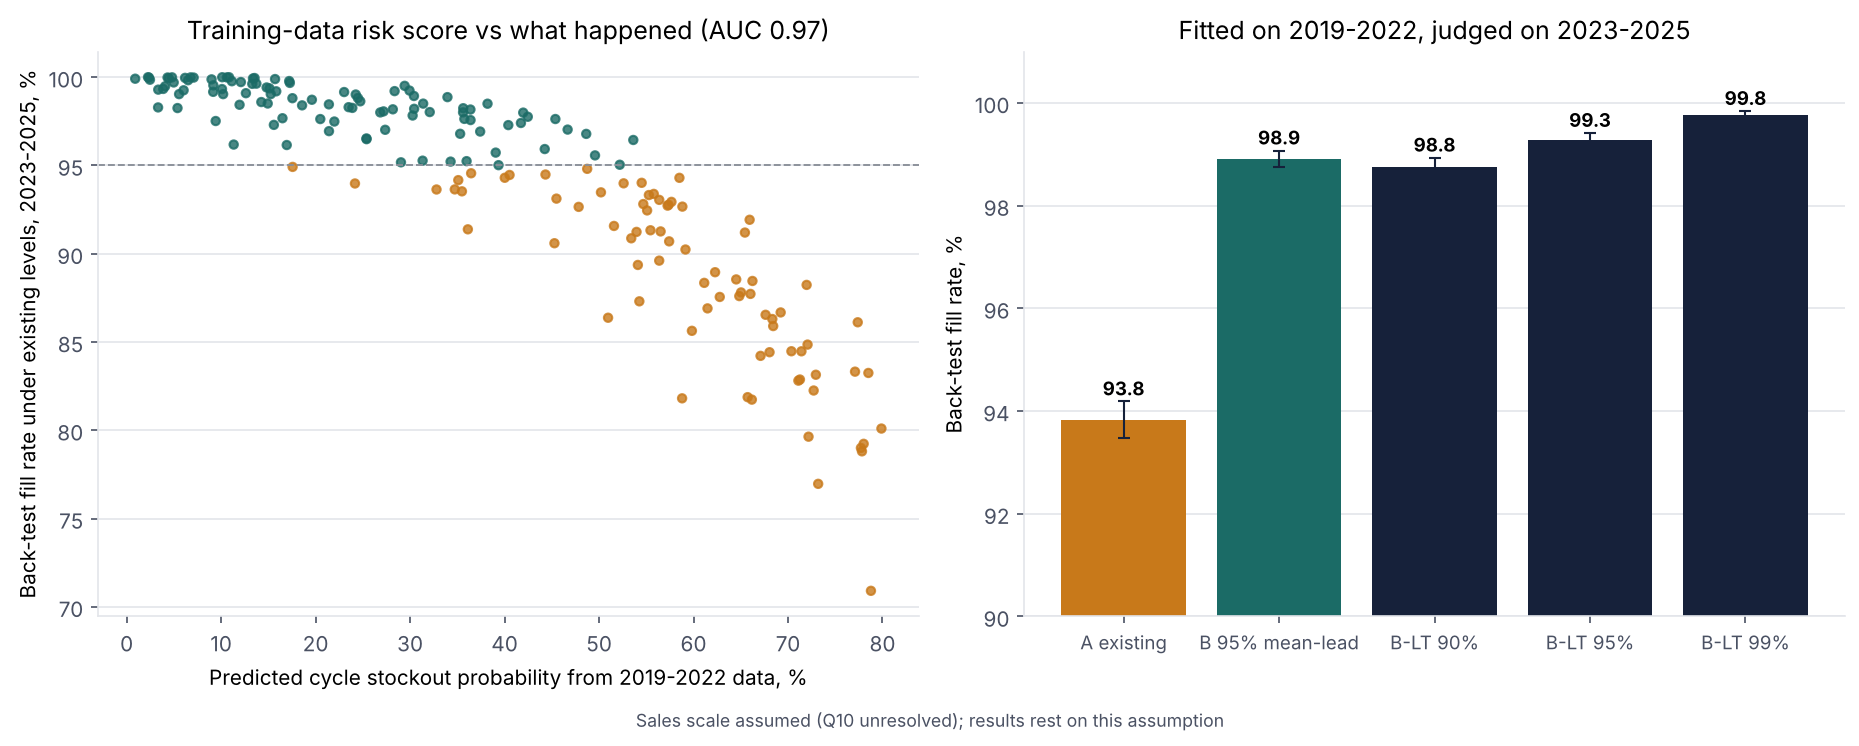 Training-data risk score vs what happened (AUC 0.97)
Back-test fill rate under existing levels, 2023-2025, %
100
95
90
85
80
75
70
0 10 20 30 40 50 60 70 80
Predicted cycle stockout probability from 2019-2022 data, %
Fitted on 2019-2022, judged on 2023-2025
Back-test fill rate, %
100
98
96
94
92
90
93.8
98.9
98.8
99.3
99.8
A existing B 95% mean-lead B-LT 90% B-LT 95% B-LT 99%
Sales scale assumed (Q10 unresolved); results rest on this assumption